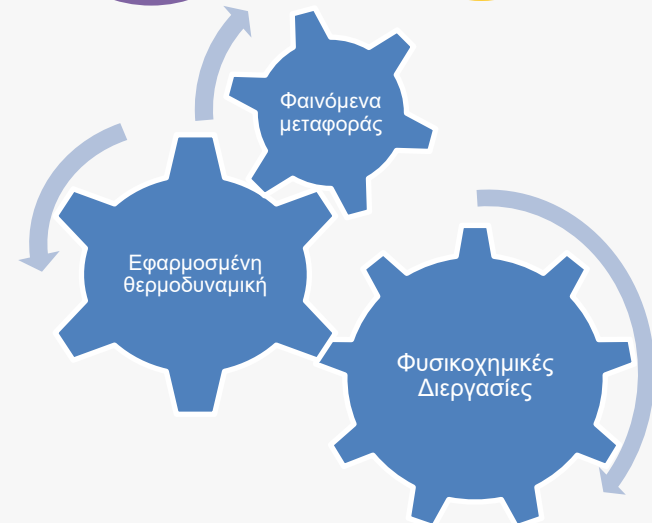 Φαινόμενα
μεταφοράς
Εφαρμοσμένη
θερμοδυναμική
Φυσικοχημικές
Διεργασίες